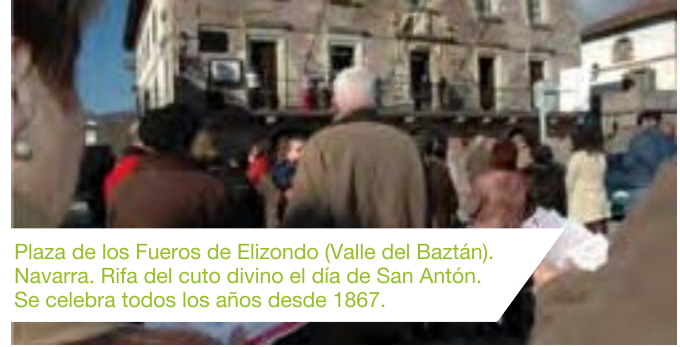 Plaza de los Fueros de Elizondo (Valle del Baztán).
Navarra. Rifa del cuto divino el día de San Antón.
Se celebra todos los años desde 1867.